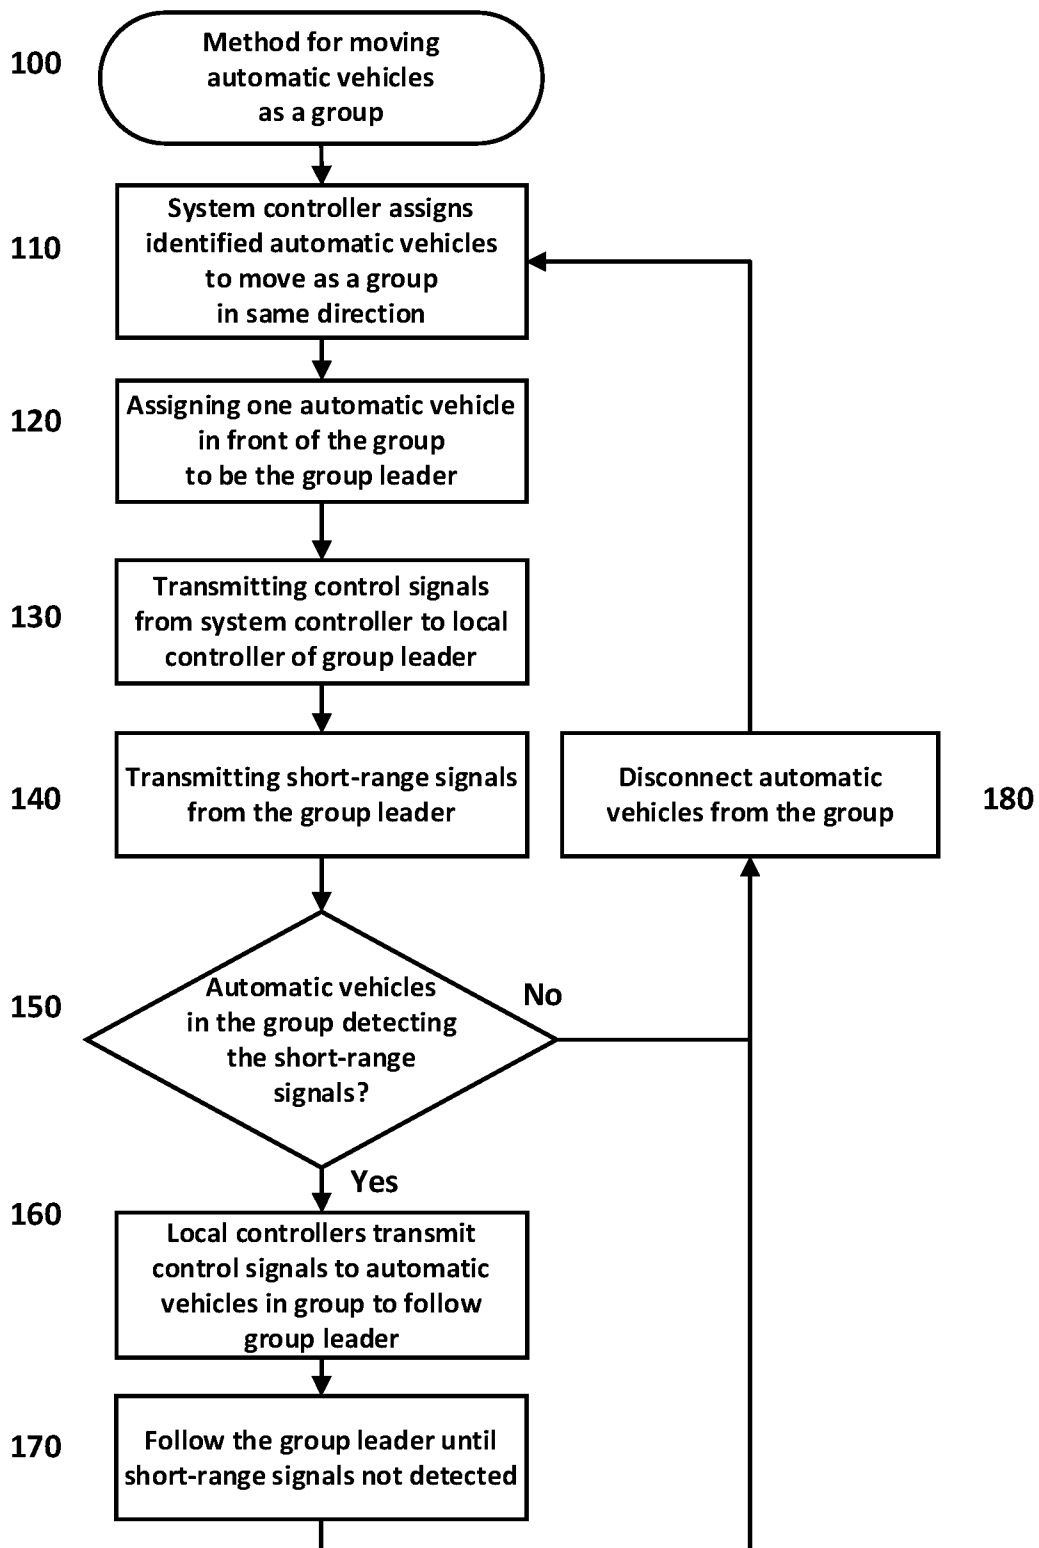 100
Method for moving
automatic vehicles
as a group
110
System controller assigns
identified automatic vehicles
to move as a group
in same direction
120
Assigning one automatic vehicle
in front of the group
to be the group leader
130
Transmitting control signals
from system controller to local
controller of group leader
140
Transmitting short-range signals
from the group leader
Disconnect automatic
vehicles from the group
180
150
Automatic vehicles
in the group detecting
the short-range
signals?
No
Yes
160
Local controllers transmit
control signals to automatic
vehicles in group to follow
group leader
170
Follow the group leader until
short-range signals not detected